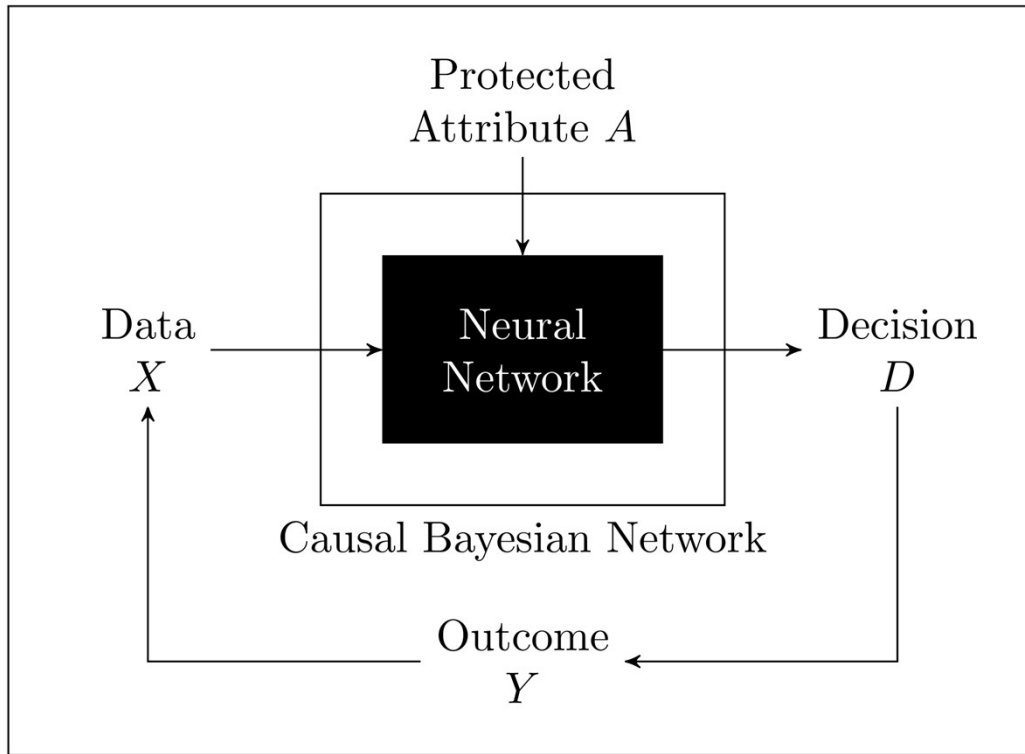 Protected
Attribute A
Data
X
Neural
Network
Decision
D
Causal Bayesian Network
Outcome
Y